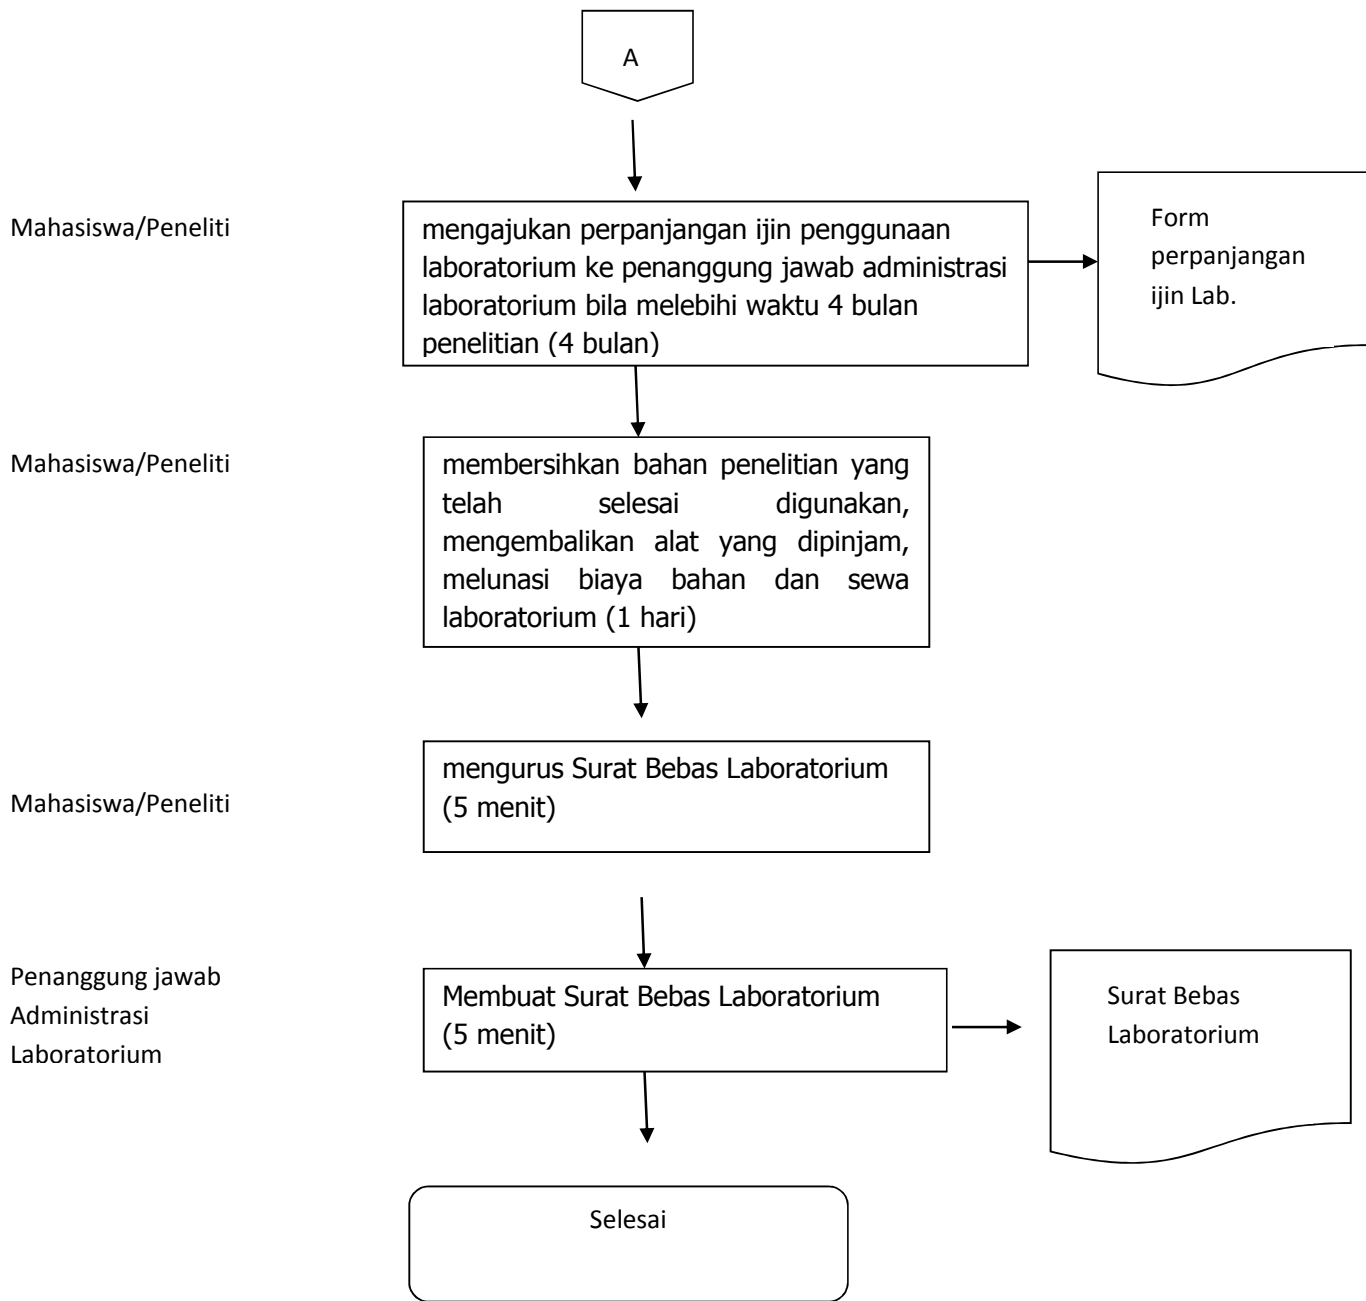 A
Mahasiswa/Peneliti
mengajukan perpanjangan ijin penggunaan
laboratorium ke penanggung jawab administrasi
laboratorium bila melebihi waktu 4 bulan
penelitian (4 bulan)
Form
perpanjangan
ijin Lab.
Mahasiswa/Peneliti
membersihkan bahan penelitian yang
telah selesai digunakan,
mengembalikan alat yang dipinjam,
melunasi biaya bahan dan sewa
laboratorium (1 hari)
Mahasiswa/Peneliti
mengurus Surat Bebas Laboratorium
(5 menit)
Penanggung jawab
Administrasi
Laboratorium
Membuat Surat Bebas Laboratorium
(5 menit)
Surat Bebas
Laboratorium
Selesai